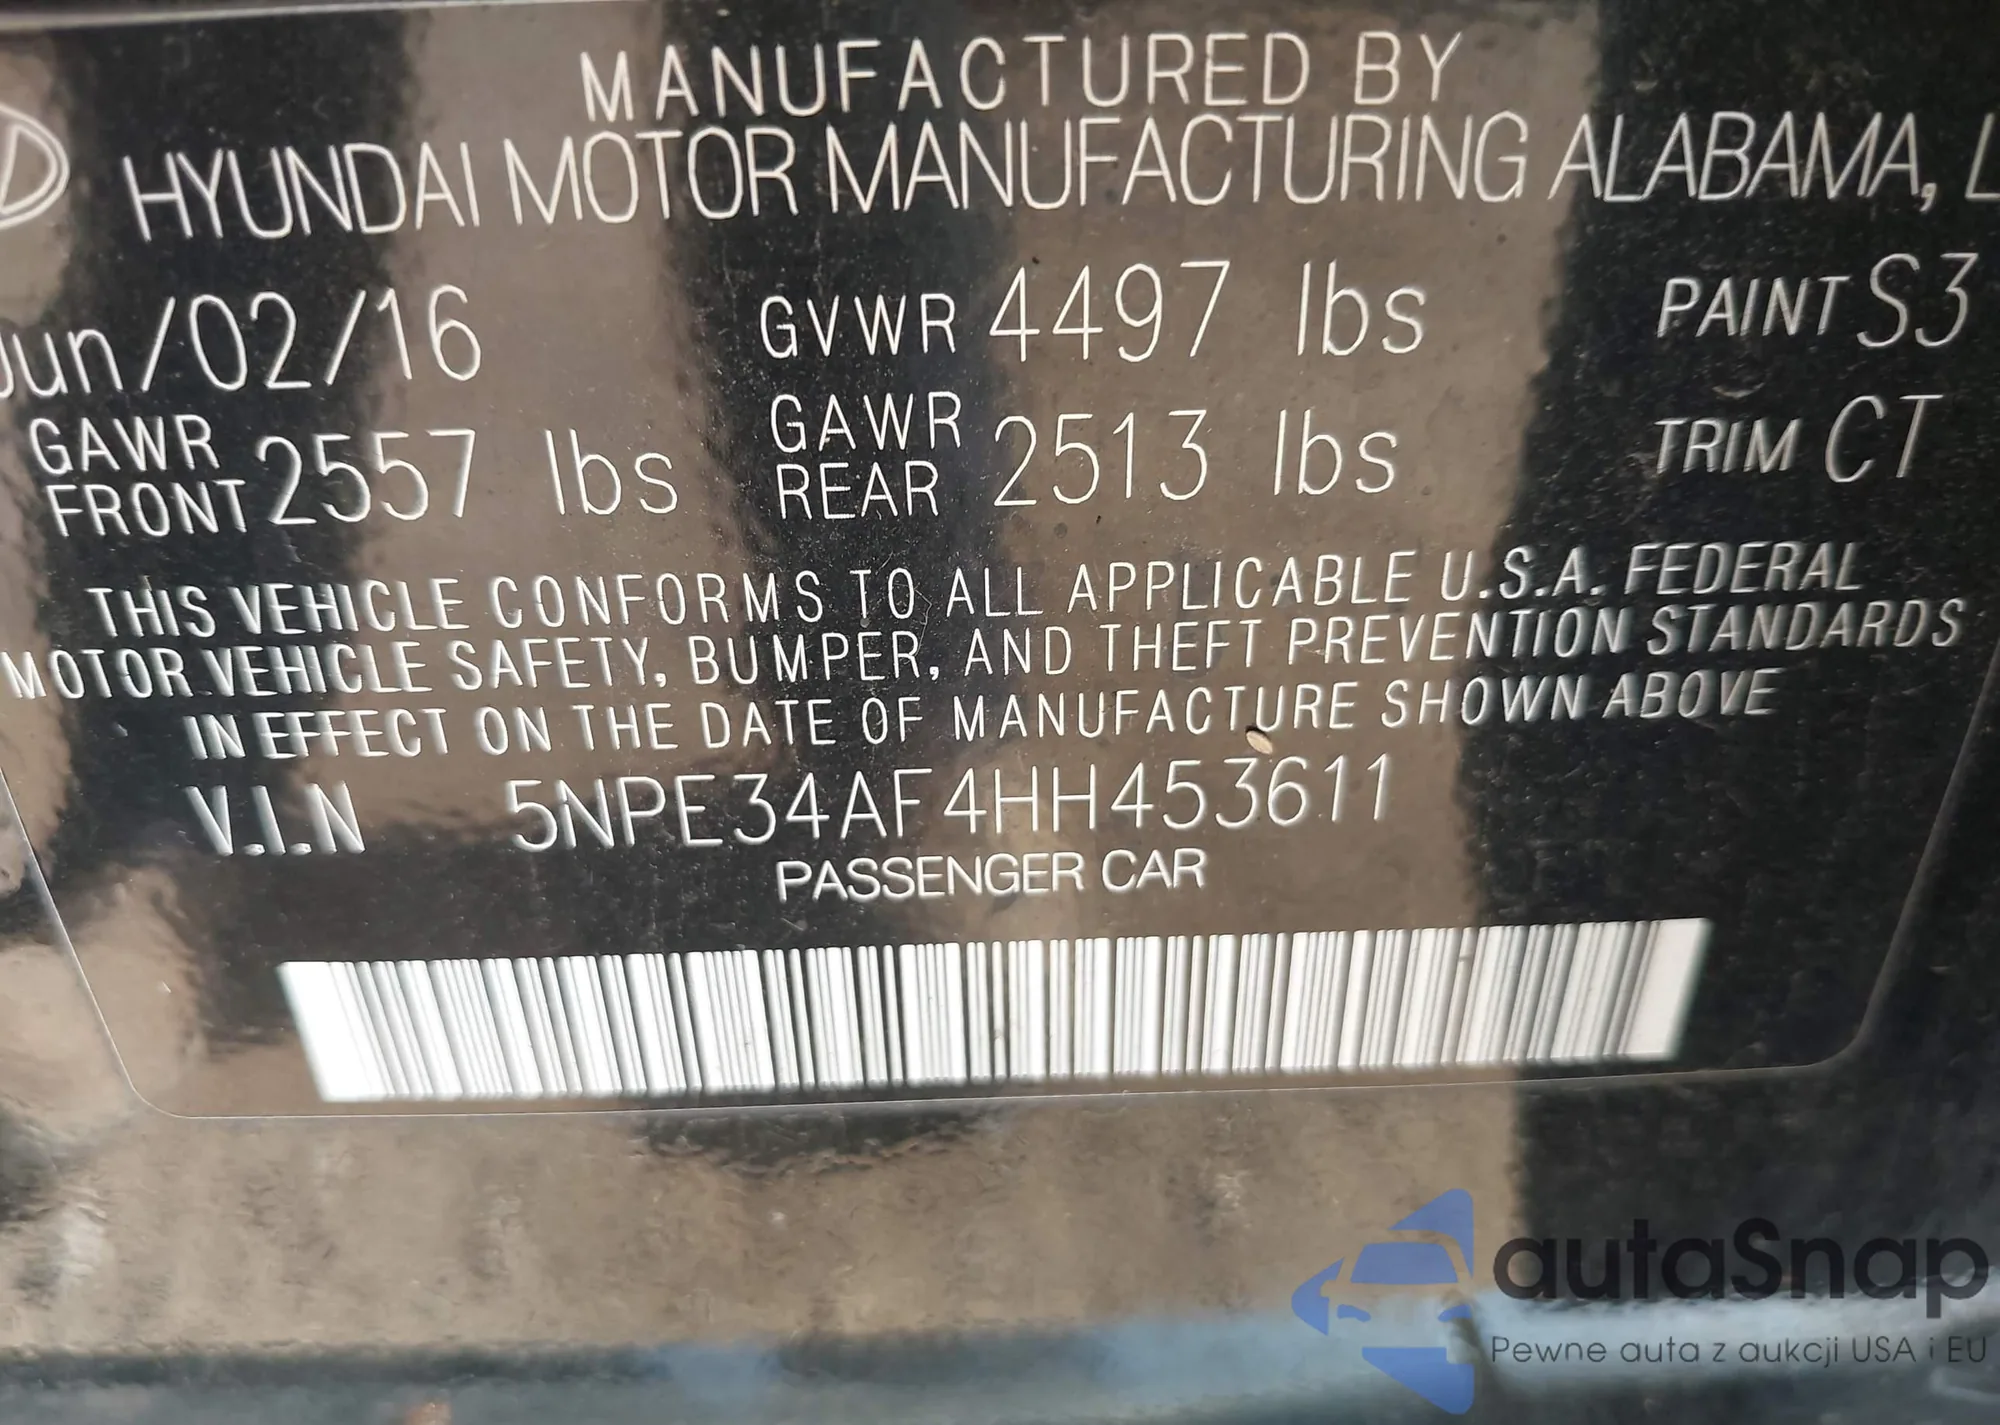 MANUFACTURED BY
HYUNDAI MOTOR MANUFACTURING ALABAMA, L
Jun/02/16 GVWR 4497 lbs PAINT S3
GAWR FRONT 2557 lbs GAWR REAR 2513 lbs TRIM CT
THIS VEHICLE CONFORMS TO ALL APPLICABLE U.S.A. FEDERAL
MOTOR VEHICLE SAFETY, BUMPER, AND THEFT PREVENTION STANDARDS
IN EFFECT ON THE DATE OF MANUFACTURE SHOWN ABOVE
V.I.N 5NPE34AF4HH453611
PASSENGER CAR
autaSnap
Pewne auta z aukcji USA i EU